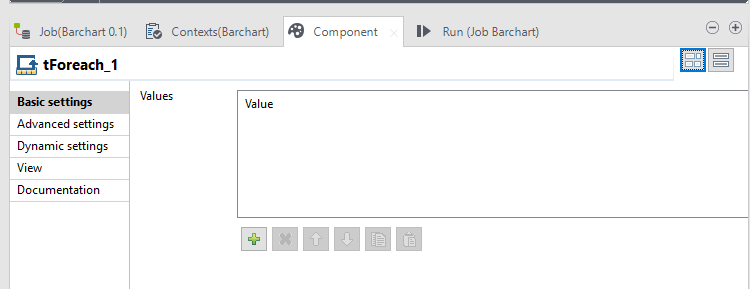 Job(Barchart 0.1) Contexts(Barchart) Component Run (Job Barchart)
tForeach_1
Basic settings
Advanced settings
Dynamic settings
View
Documentation
Values
Value